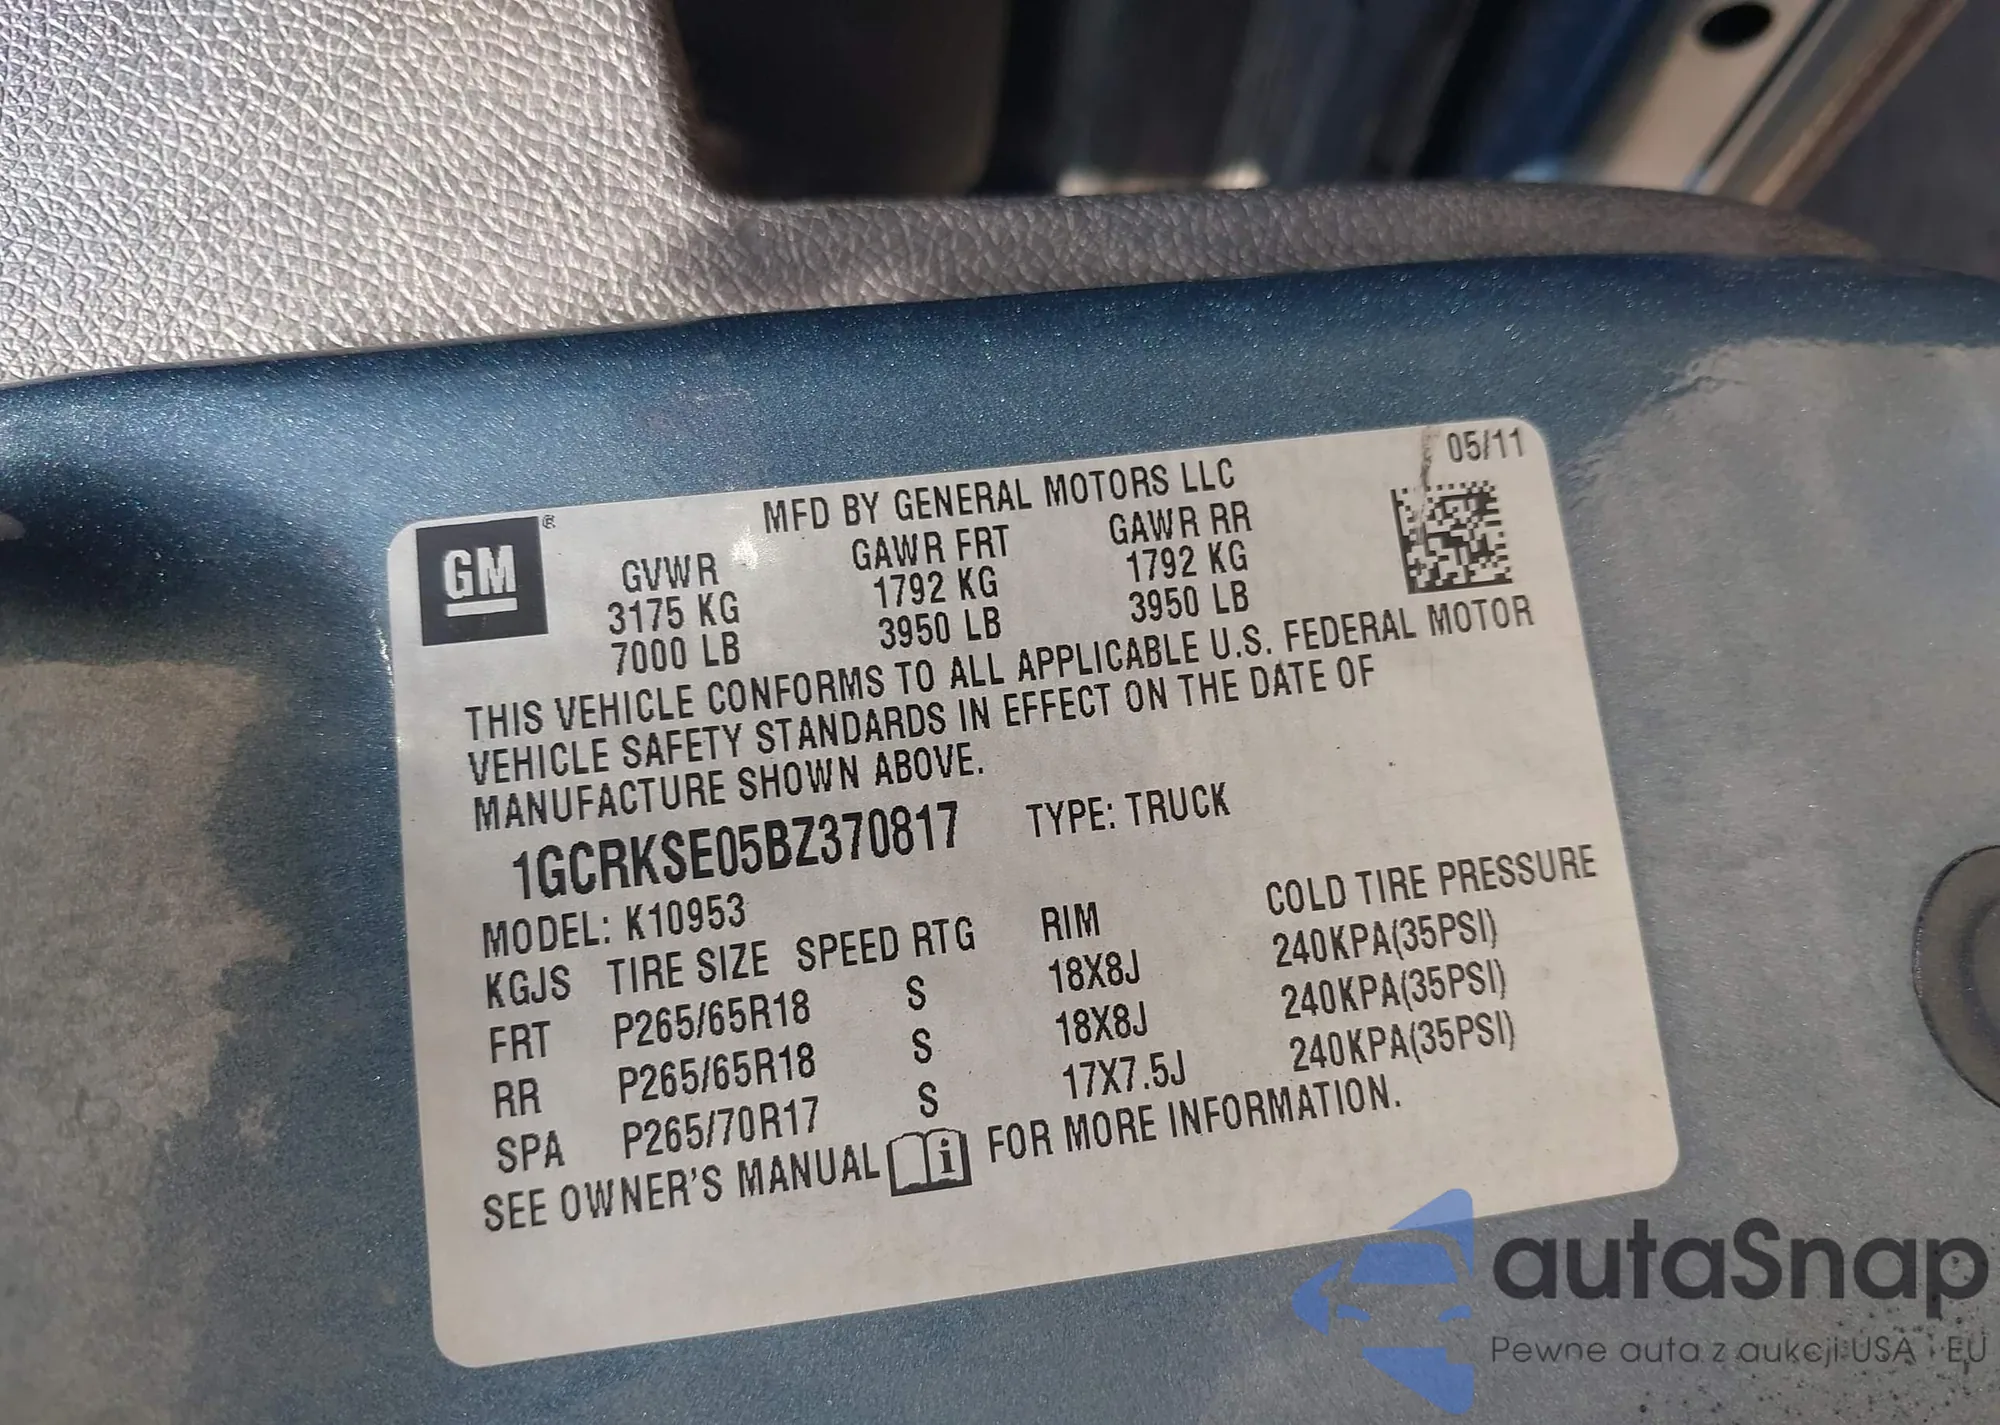 05/11
MFD BY GENERAL MOTORS LLC
GM ®
GVWR GAWR FRT GAWR RR
3175 KG 1792 KG 1792 KG
7000 LB 3950 LB 3950 LB
THIS VEHICLE CONFORMS TO ALL APPLICABLE U.S. FEDERAL MOTOR
VEHICLE SAFETY STANDARDS IN EFFECT ON THE DATE OF
MANUFACTURE SHOWN ABOVE.
1GCRKSE05BZ370817 TYPE: TRUCK
MODEL: K10953
KGJS TIRE SIZE SPEED RTG RIM COLD TIRE PRESSURE
FRT P265/65R18 S 18X8J 240KPA(35PSI)
RR P265/65R18 S 18X8J 240KPA(35PSI)
SPA P265/70R17 S 17X7.5J 240KPA(35PSI)
SEE OWNER'S MANUAL i FOR MORE INFORMATION.
autaSnap
Pewne auta z aukcji USA i EU